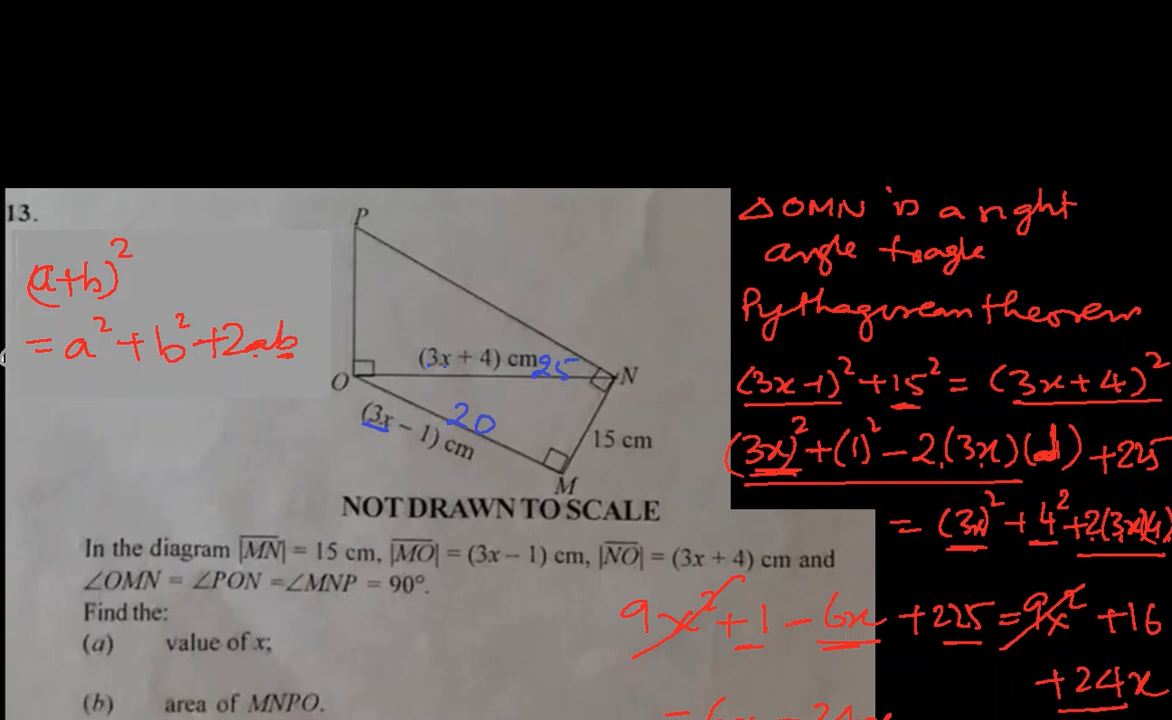 13.
(a+b)²
= a² + b² + 2ab
P
(3x + 4) cm 25
O
N
(3x − 1) cm 20
15 cm
M
NOT DRAWN TO SCALE
In the diagram |MN| = 15 cm, |MO| = (3x − 1) cm, |NO| = (3x + 4) cm and
∠OMN = ∠PON =∠MNP = 90°.
Find the:
(a) value of x;
(b) area of MNPO.
△OMN is a right
angle
Pythagorean theorem
(3x-1)² + 15² = (3x+4)²
(3x)² + (1)² − 2.(3x)(1) + 225
= (3x)² + 4² + 2(3x)(4)
9x² + 1 − 6x + 225 = 9x² + 16
+24x